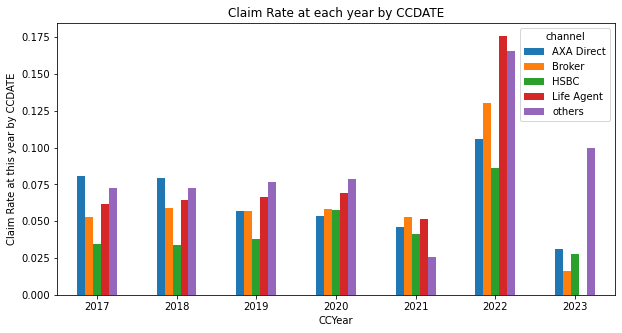 Claim Rate at each year by CCDATE
channel
AXA Direct
Broker
HSBC
Life Agent
others
Claim Rate at this year by CCDATE
0.175
0.150
0.125
0.100
0.075
0.050
0.025
0.000
2017 2018 2019 2020 2021 2022 2023
CCYear